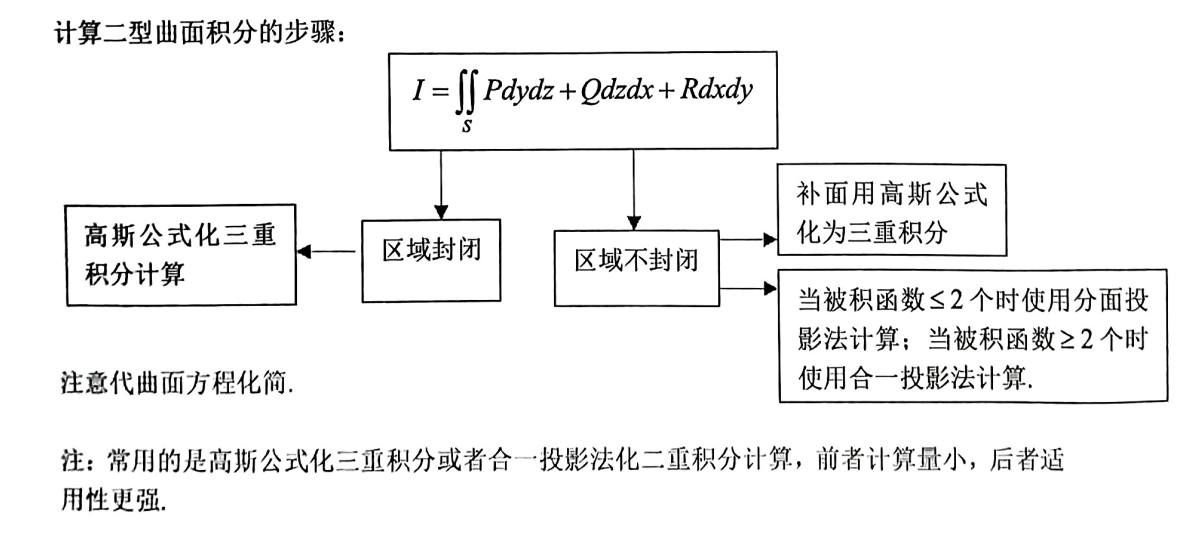 计算二型曲面积分的步骤：
I = ∬_S Pdydz + Qdzdx + Rdxdy
高斯公式化三重
积分计算
区域封闭
区域不封闭
补面用高斯公式
化为三重积分
当被积函数≤2 个时使用分面投
影法计算；当被积函数≥2 个时
使用合一投影法计算.
注意代曲面方程化简.
注：常用的是高斯公式化三重积分或者合一投影法化二重积分计算，前者计算量小，后者适
用性更强.